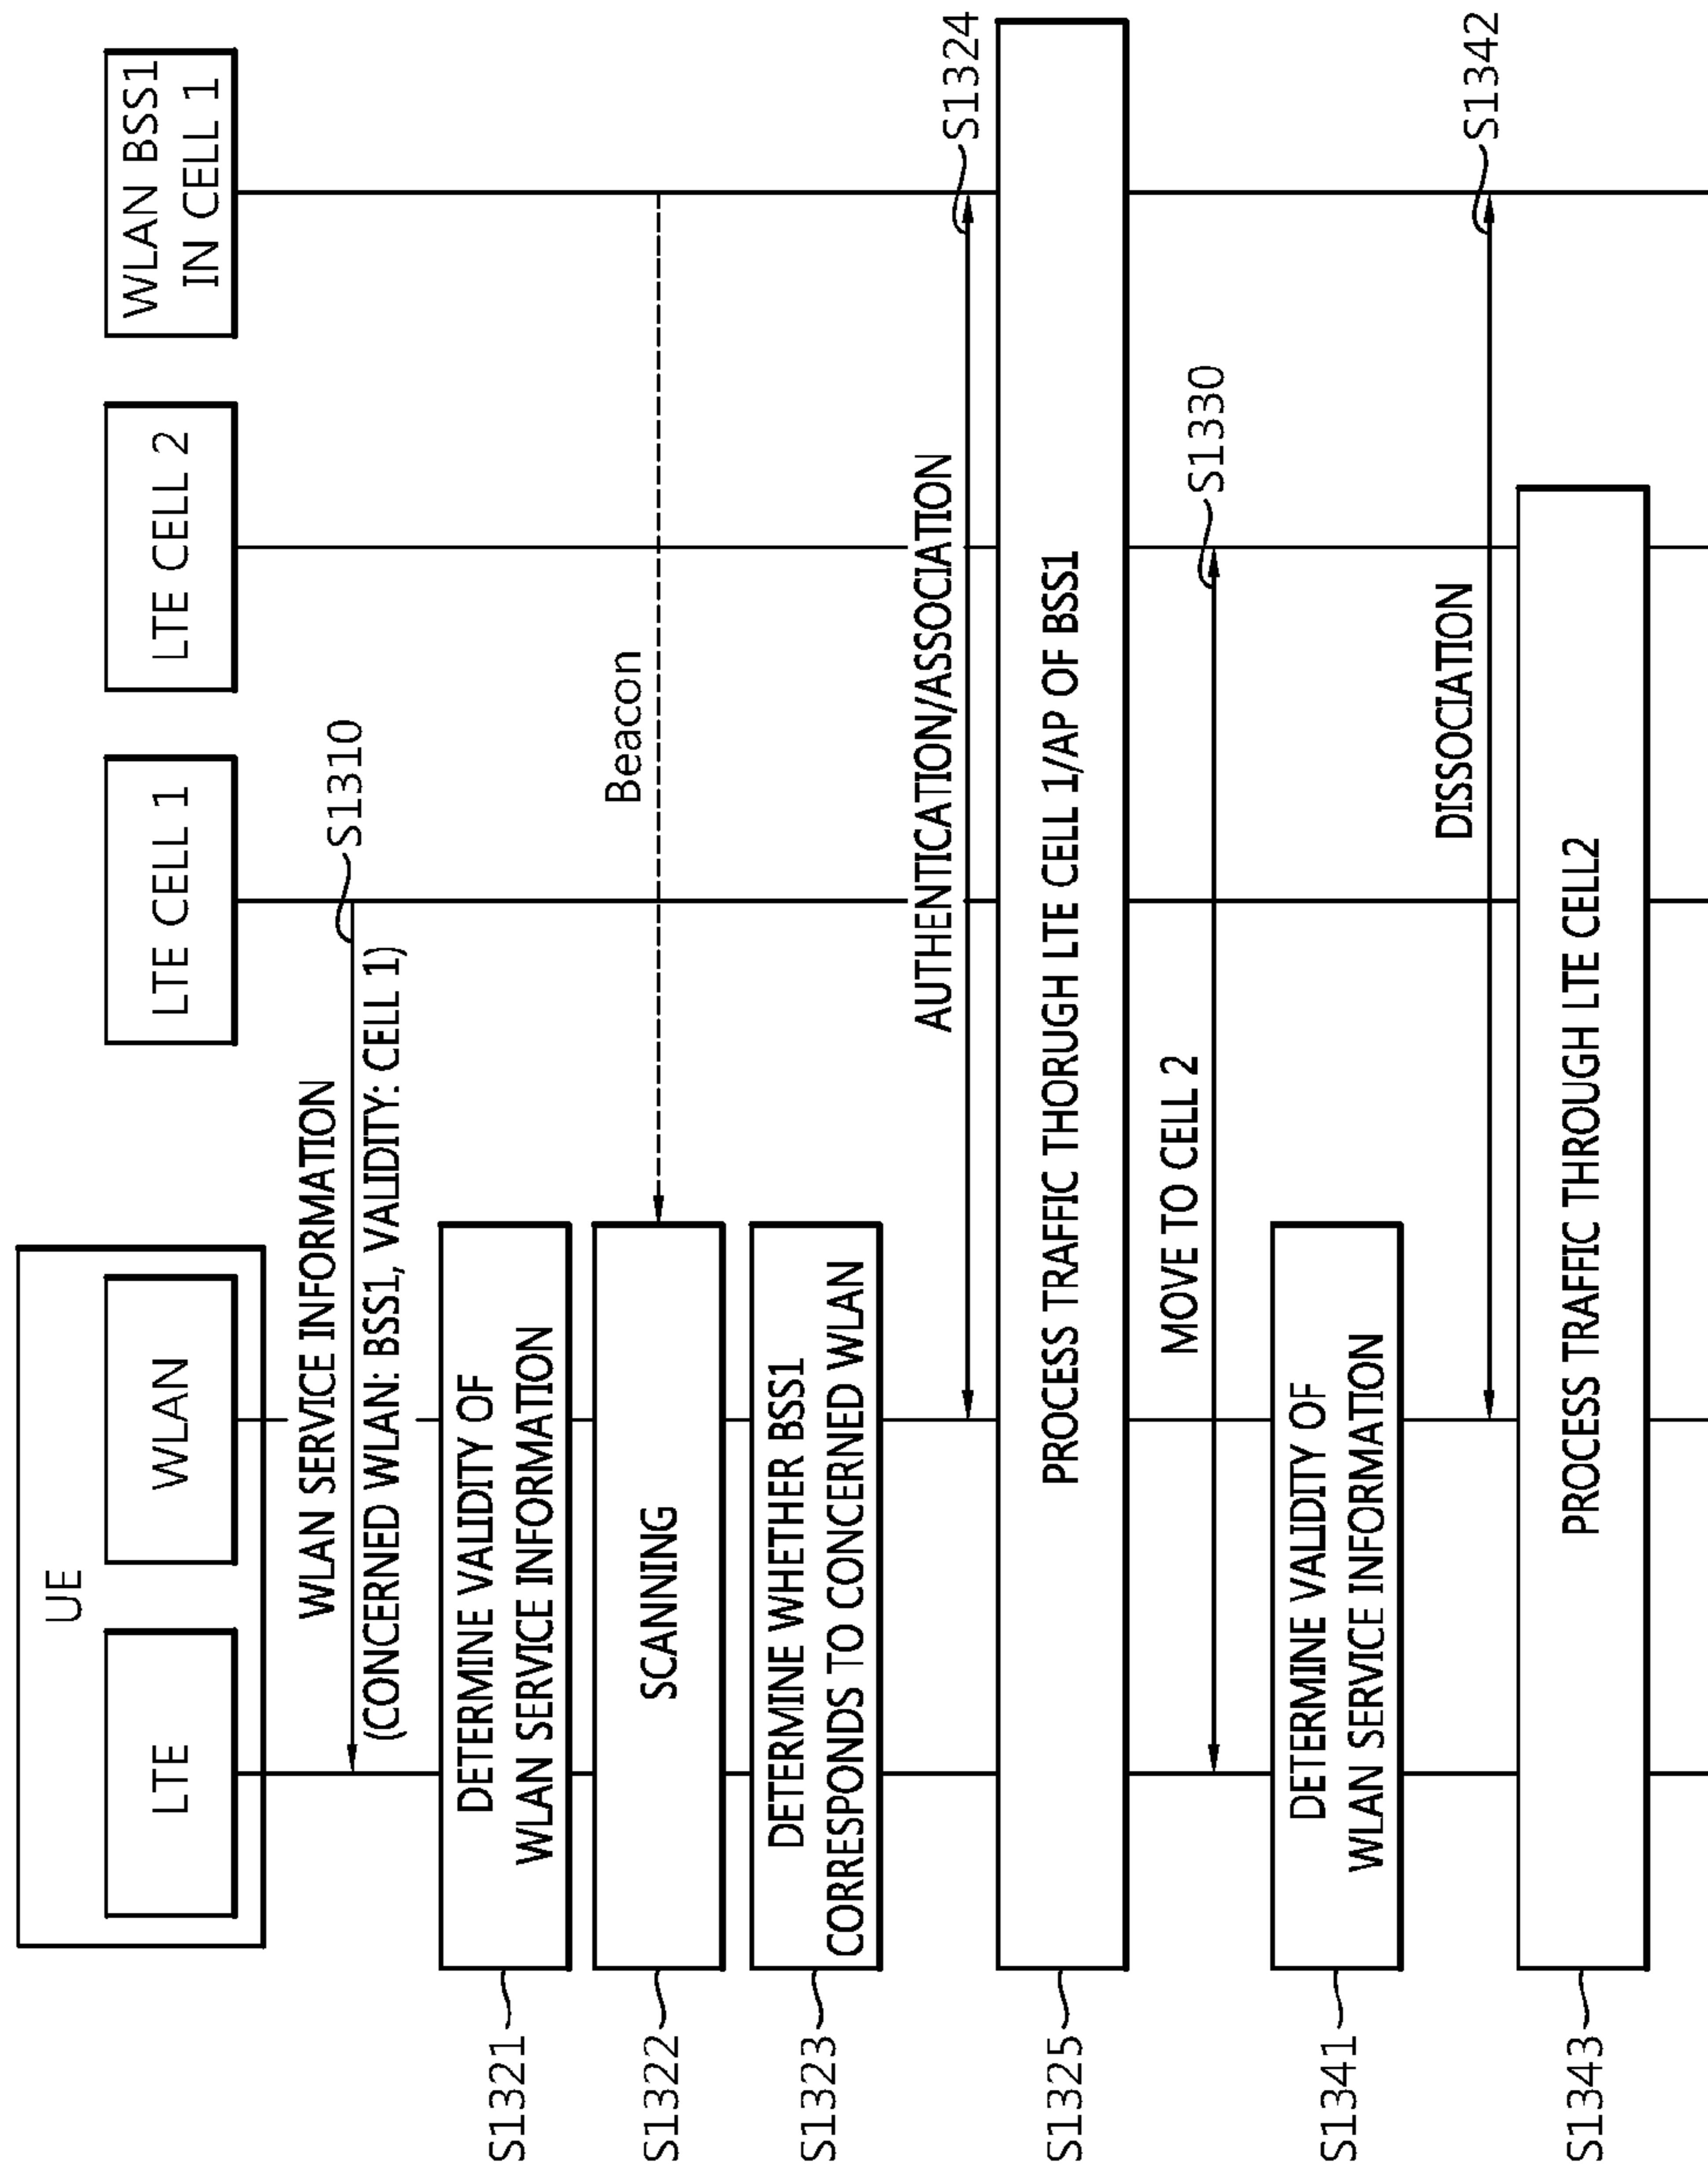 UE
LTE
WLAN
LTE CELL 1
LTE CELL 2
WLAN BSS1
IN CELL 1
WLAN SERVICE INFORMATION
S1310
(CONCERNED WLAN: BSS1, VALIDITY: CELL 1)
S1321
DETERMINE VALIDITY OF
WLAN SERVICE INFORMATION
Beacon
S1322
SCANNING
S1323
DETERMINE WHETHER BSS1
CORRESPONDS TO CONCERNED WLAN
AUTHENTICATION/ASSOCIATION
S1324
S1325
PROCESS TRAFFIC THORUGH LTE CELL 1/AP OF BSS1
MOVE TO CELL 2
S1330
S1341
DETERMINE VALIDITY OF
WLAN SERVICE INFORMATION
DISSOCIATION
S1342
S1343
PROCESS TRAFFIC THROUGH LTE CELL2